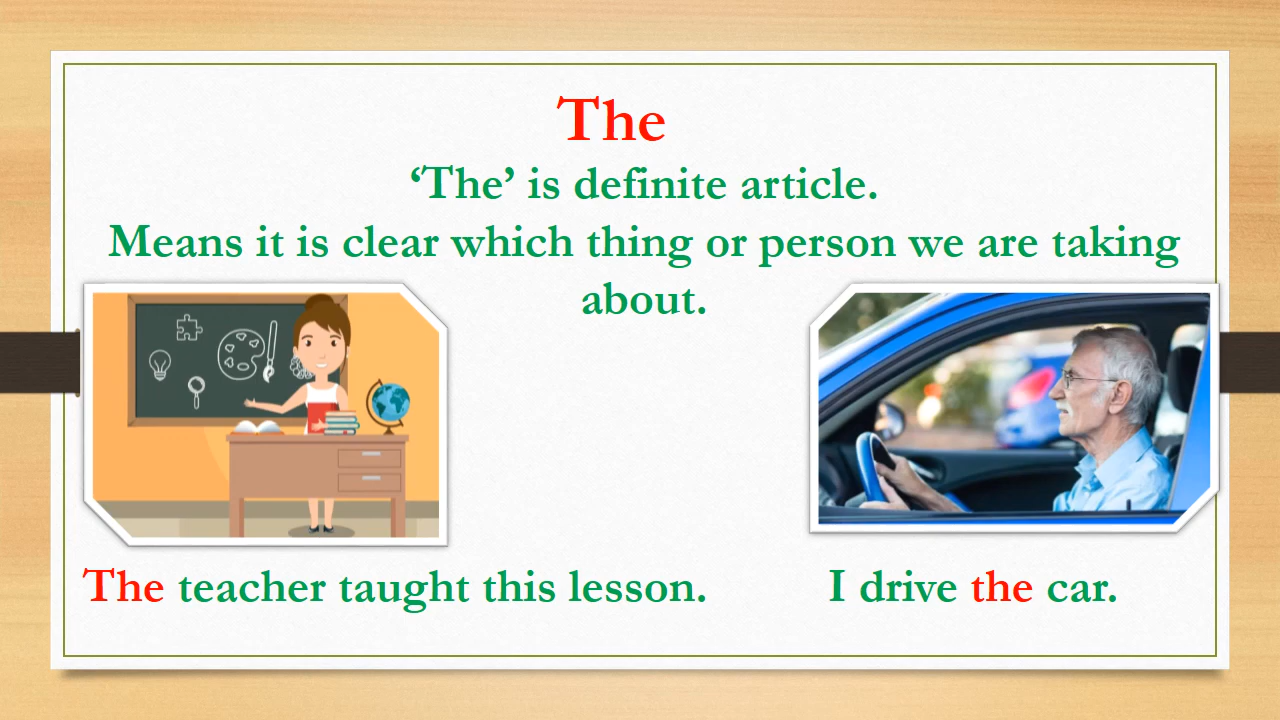 The
‘The’ is definite article.
Means it is clear which thing or person we are taking
about.
The teacher taught this lesson.
I drive the car.